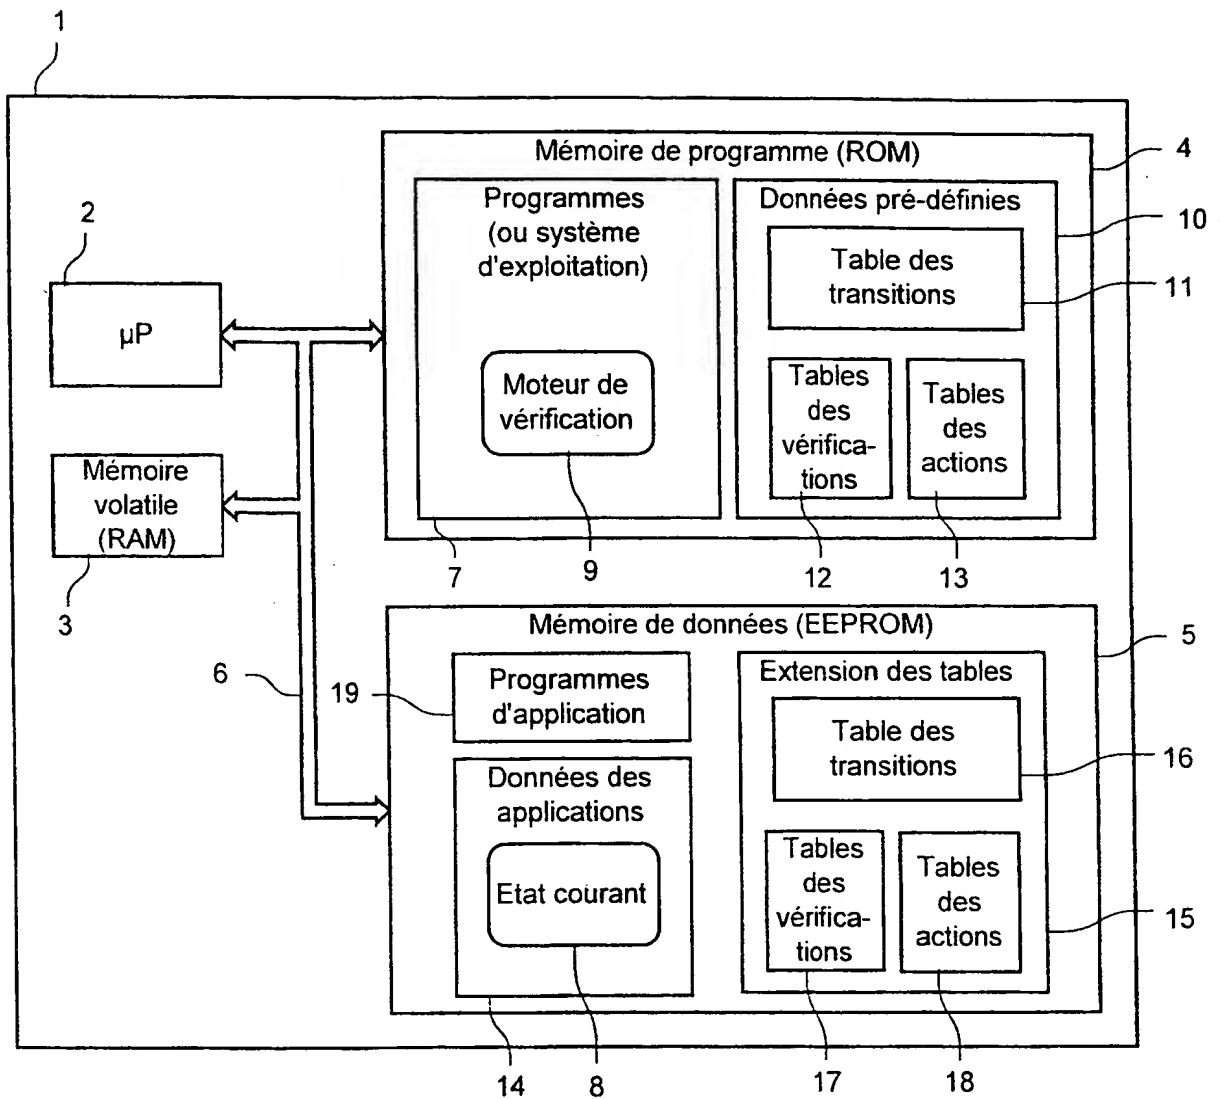 1
Mémoire de programme (ROM)
4
Programmes
(ou système
d'exploitation)
Moteur de
vérification
Données pré-définies
10
Table des
transitions
11
Tables
des
vérifica-
tions
Tables
des
actions
2
µP
Mémoire
volatile
(RAM)
3
7
9
12
13
6
Mémoire de données (EEPROM)
5
19
Programmes
d'application
Données des
applications
Etat courant
Extension des tables
Table des
transitions
16
Tables
des
vérifica-
tions
Tables
des
actions
15
14
8
17
18